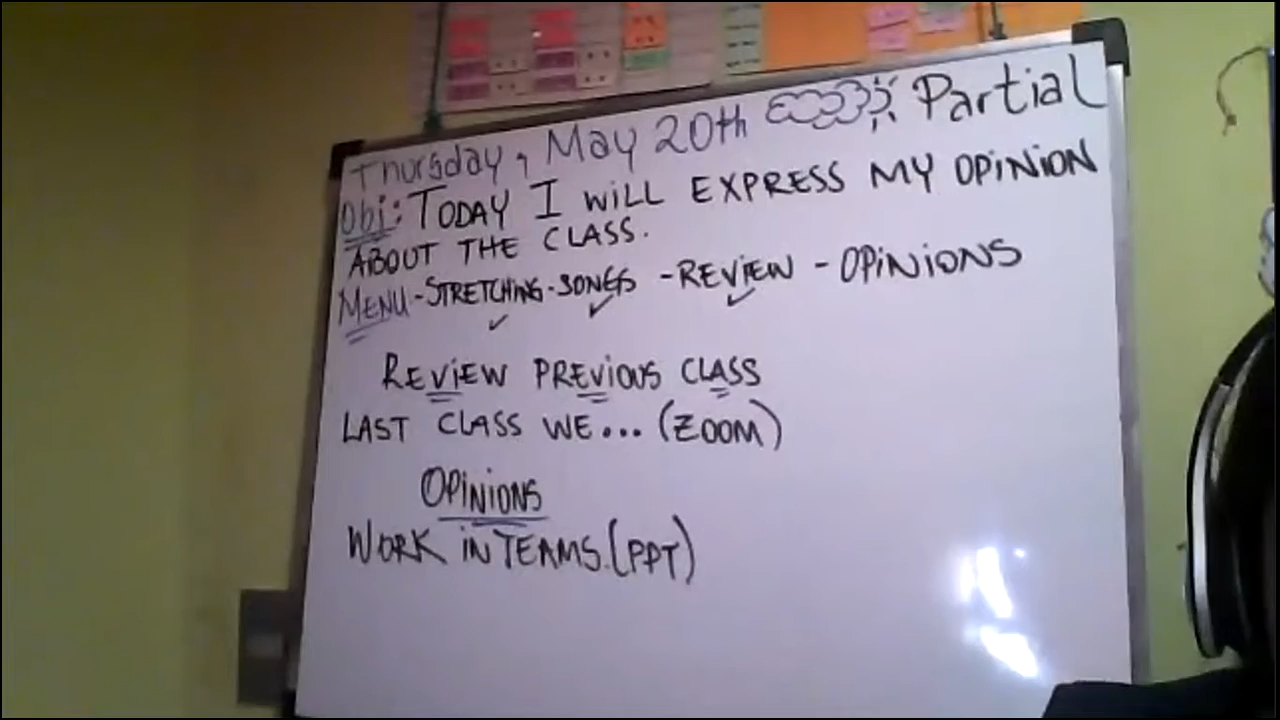 Thursday, May 20th Partial
Obj: TODAY I WILL EXPRESS MY OPINION
ABOUT THE CLASS.
MENU - STRETCHING - SONGS - REVIEW - OPINIONS
REVIEW PREVIOUS CLASS
LAST CLASS WE... (ZOOM)
OPINIONS
WORK IN TEAMS. (PPT)